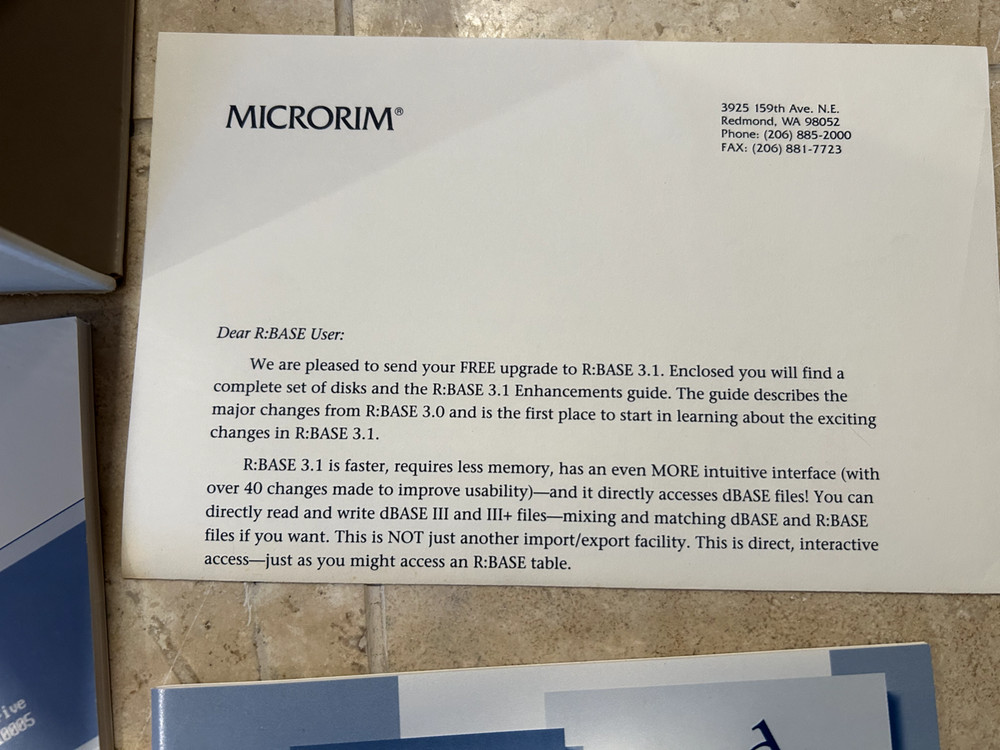 MICRORIM®
3925 159th Ave. N.E.
Redmond, WA 98052
Phone: (206) 885-2000
FAX: (206) 881-7723
Dear R:BASE User:
We are pleased to send your FREE upgrade to R:BASE 3.1. Enclosed you will find a
complete set of disks and the R:BASE 3.1 Enhancements guide. The guide describes the
major changes from R:BASE 3.0 and is the first place to start in learning about the exciting
changes in R:BASE 3.1.
R:BASE 3.1 is faster, requires less memory, has an even MORE intuitive interface (with
over 40 changes made to improve usability)—and it directly accesses dBASE files! You can
directly read and write dBASE III and III+ files—mixing and matching dBASE and R:BASE
files if you want. This is NOT just another import/export facility. This is direct, interactive
access—just as you might access an R:BASE table.
ive
0005
d